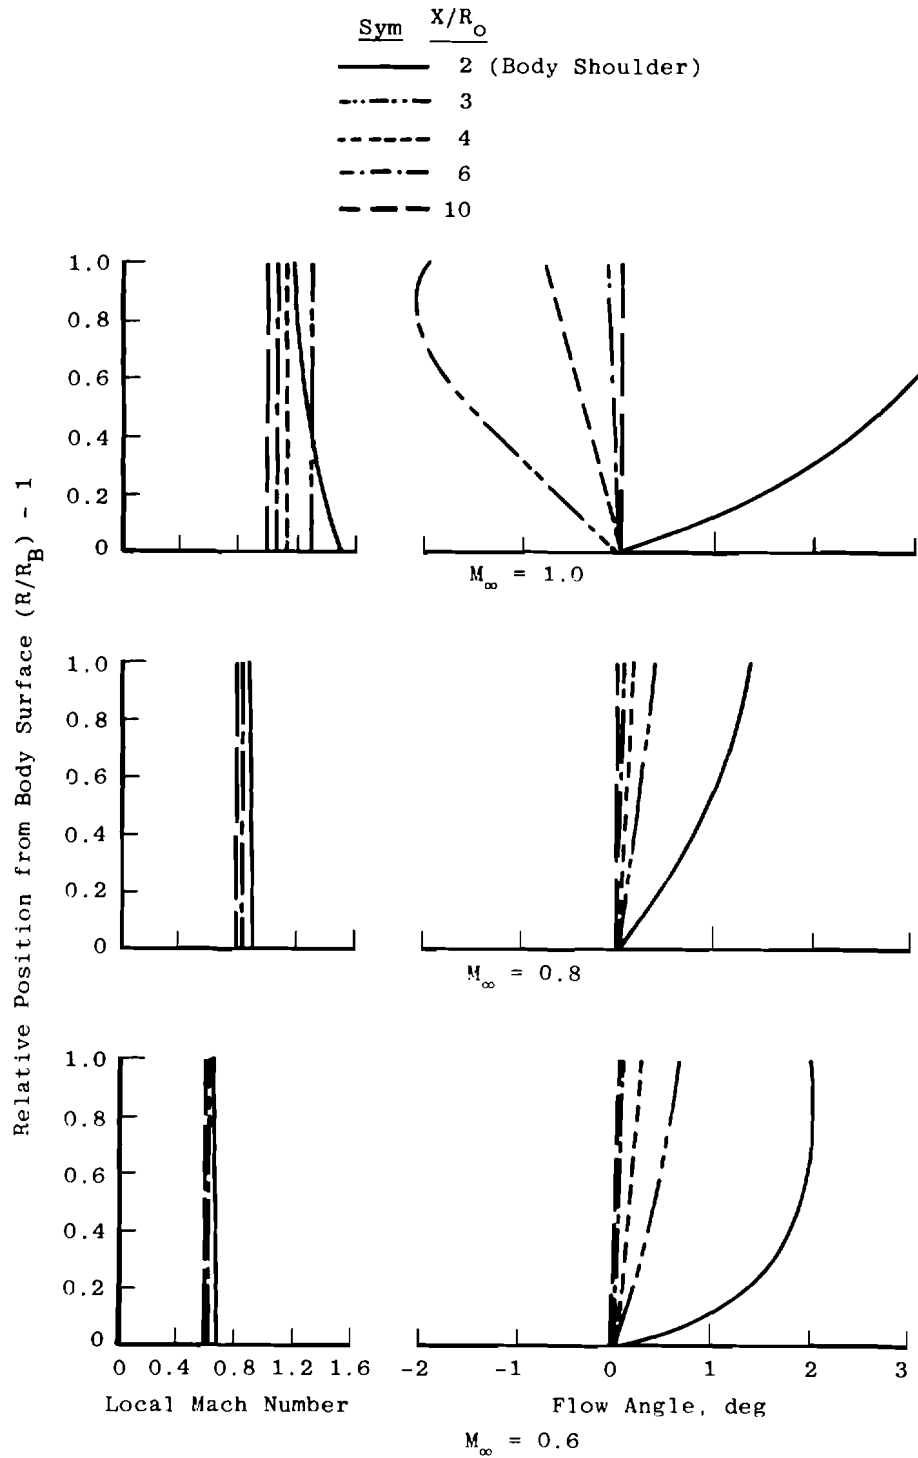 Sym X/R_o
2 (Body Shoulder)
3
4
6
10
Relative Position from Body Surface (R/R_B) - 1
1.0
0.8
0.6
0.4
0.2
0
M_∞ = 1.0
1.0
0.8
0.6
0.4
0.2
0
M_∞ = 0.8
1.0
0.8
0.6
0.4
0.2
0
0 0.4 0.8 1.2 1.6 -2 -1 0 1 2 3
Local Mach Number Flow Angle, deg
M_∞ = 0.6